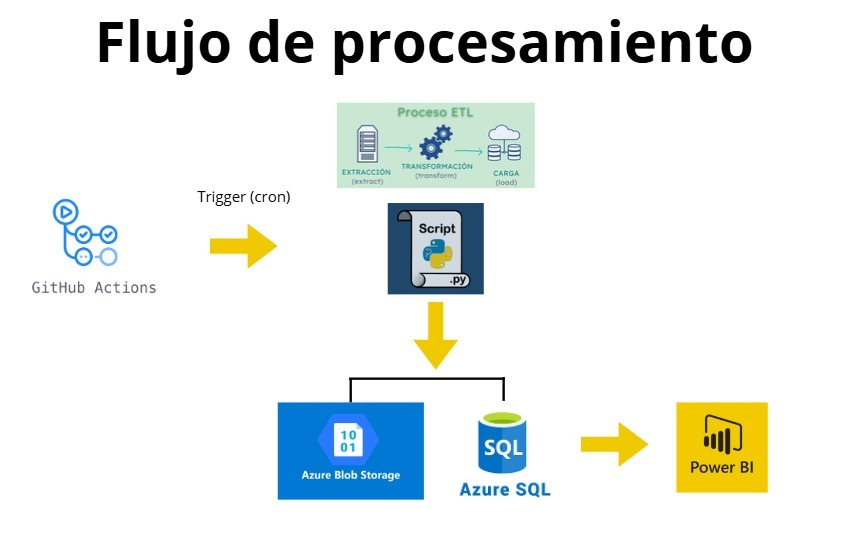 Flujo de procesamiento
Proceso ETL
EXTRACCIÓN
(extract)
TRANSFORMACIÓN
(transform)
CARGA
(load)
Trigger (cron)
GitHub Actions
Script
.py
10
01
Azure Blob Storage
SQL
Azure SQL
Power BI